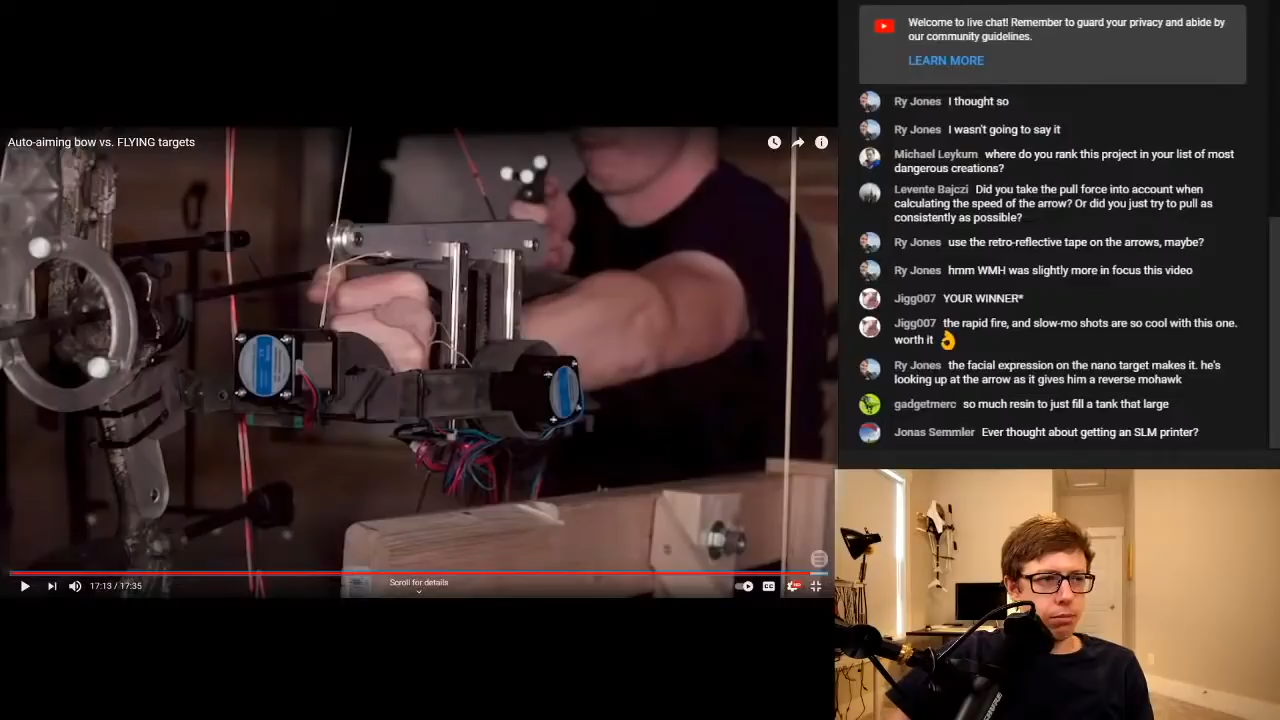 Auto-aiming bow vs. FLYING targets
17:13 / 17:35
Scroll for details
CC
HD
Welcome to live chat! Remember to guard your privacy and abide by
our community guidelines.
LEARN MORE
Ry Jones I thought so
Ry Jones I wasn't going to say it
Michael Leykum where do you rank this project in your list of most
dangerous creations?
Levente Bajczi Did you take the pull force into account when
calculating the speed of the arrow? Or did you just try to pull as
consistently as possible?
Ry Jones use the retro-reflective tape on the arrows, maybe?
Ry Jones hmm WMH was slightly more in focus this video
Jigg007 YOUR WINNER*
Jigg007 the rapid fire, and slow-mo shots are so cool with this one.
worth it 👌
Ry Jones the facial expression on the nano target makes it. he's
looking up at the arrow as it gives him a reverse mohawk
gadgetmerc so much resin to just fill a tank that large
Jonas Semmler Ever thought about getting an SLM printer?